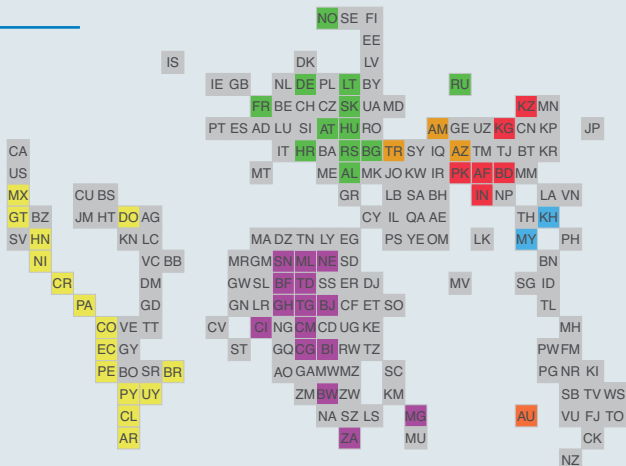 NO SE FI
EE
IS DK LV
IE GB NL DE PL LT BY RU
FR BE CH CZ SK UA MD KZ MN
PT ES AD LU SI AT HU RO AM GE UZ KG CN KP JP
CA IT HR BA RS BG TR SY IQ AZ TM TJ BT KR
US MT ME AL MK JO KW IR PK AF BD MM
MX CU BS GR LB SA BH IN NP LA VN
GT BZ JM HT DO AG CY IL QA AE TH KH
SV HN KN LC MA DZ TN LY EG PS YE OM LK MY PH
NI VC BB MR GM SN ML NE SD BN
CR DM GW SL BF TD SS ER DJ MV SG ID
PA GD GN LR GH TG BJ CF ET SO TL
CO VE TT CV CI NG CM CD UG KE MH
EC GY ST GQ CG BI RW TZ PW FM
PE BO SR BR AO GA MW MZ SC PG NR KI
PY UY ZM BW ZW KM SB TV WS
CL NA SZ LS MG AU VU FJ TO
AR ZA MU CK
NZ